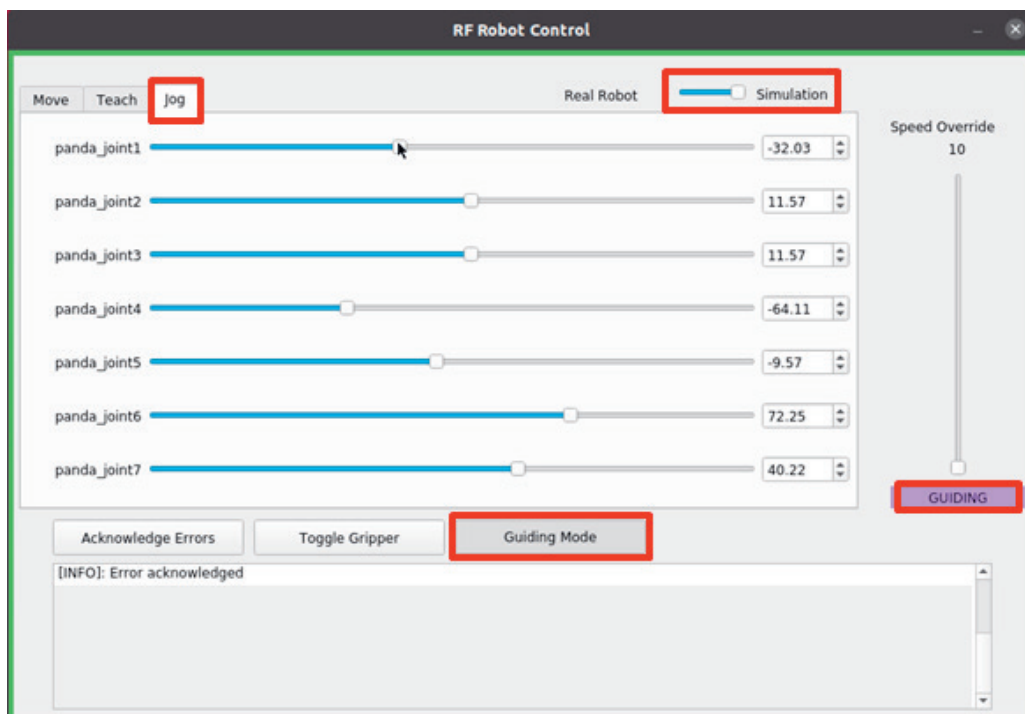 RF Robot Control
Move Teach Jog
Real Robot Simulation
Speed Override
10
panda_joint1 -32.03
panda_joint2 11.57
panda_joint3 11.57
panda_joint4 -64.11
panda_joint5 -9.57
panda_joint6 72.25
panda_joint7 40.22
GUIDING
Acknowledge Errors Toggle Gripper Guiding Mode
[INFO]: Error acknowledged